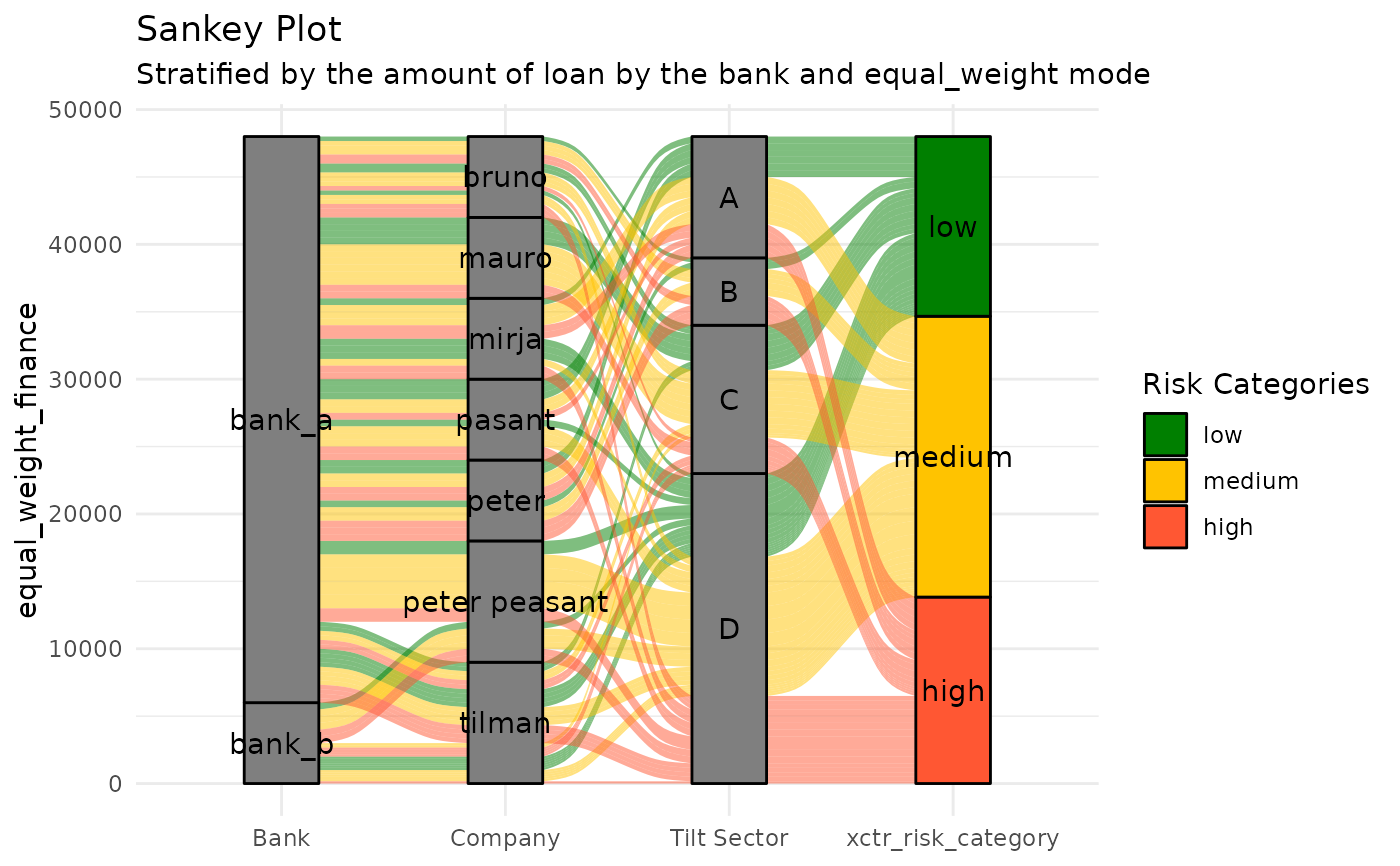 Sankey Plot
Stratified by the amount of loan by the bank and equal_weight mode
equal_weight_finance
50000
40000
30000
20000
10000
0
bank_a
bank_b
bruno
mauro
mirja
pasant
peter
peter peasant
tilman
A
B
C
D
low
medium
high
Bank
Company
Tilt Sector
xctr_risk_category
Risk Categories
low
medium
high